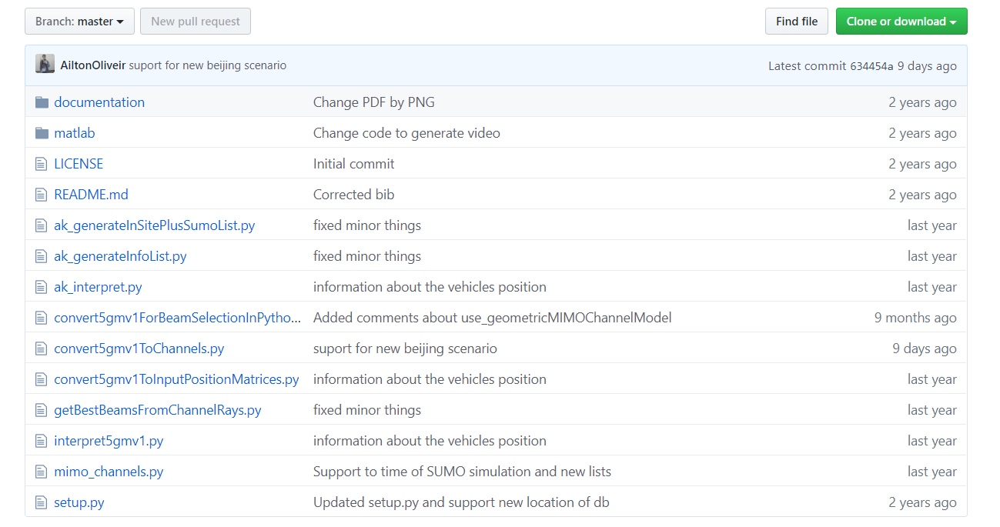 Branch: master New pull request Find file Clone or download
AiltonOliveir suport for new beijing scenario Latest commit 634454a 9 days ago
documentation Change PDF by PNG 2 years ago
matlab Change code to generate video 2 years ago
LICENSE Initial commit 2 years ago
README.md Corrected bib 2 years ago
ak_generateInSitePlusSumoList.py fixed minor things last year
ak_generateInfoList.py fixed minor things last year
ak_interpret.py information about the vehicles position last year
convert5gmv1ForBeamSelectionInPytho... Added comments about use_geometricMIMOChannelModel 9 months ago
convert5gmv1ToChannels.py suport for new beijing scenario 9 days ago
convert5gmv1ToInputPositionMatrices.py information about the vehicles position last year
getBestBeamsFromChannelRays.py fixed minor things last year
interpret5gmv1.py information about the vehicles position last year
mimo_channels.py Support to time of SUMO simulation and new lists last year
setup.py Updated setup.py and support new location of db 2 years ago